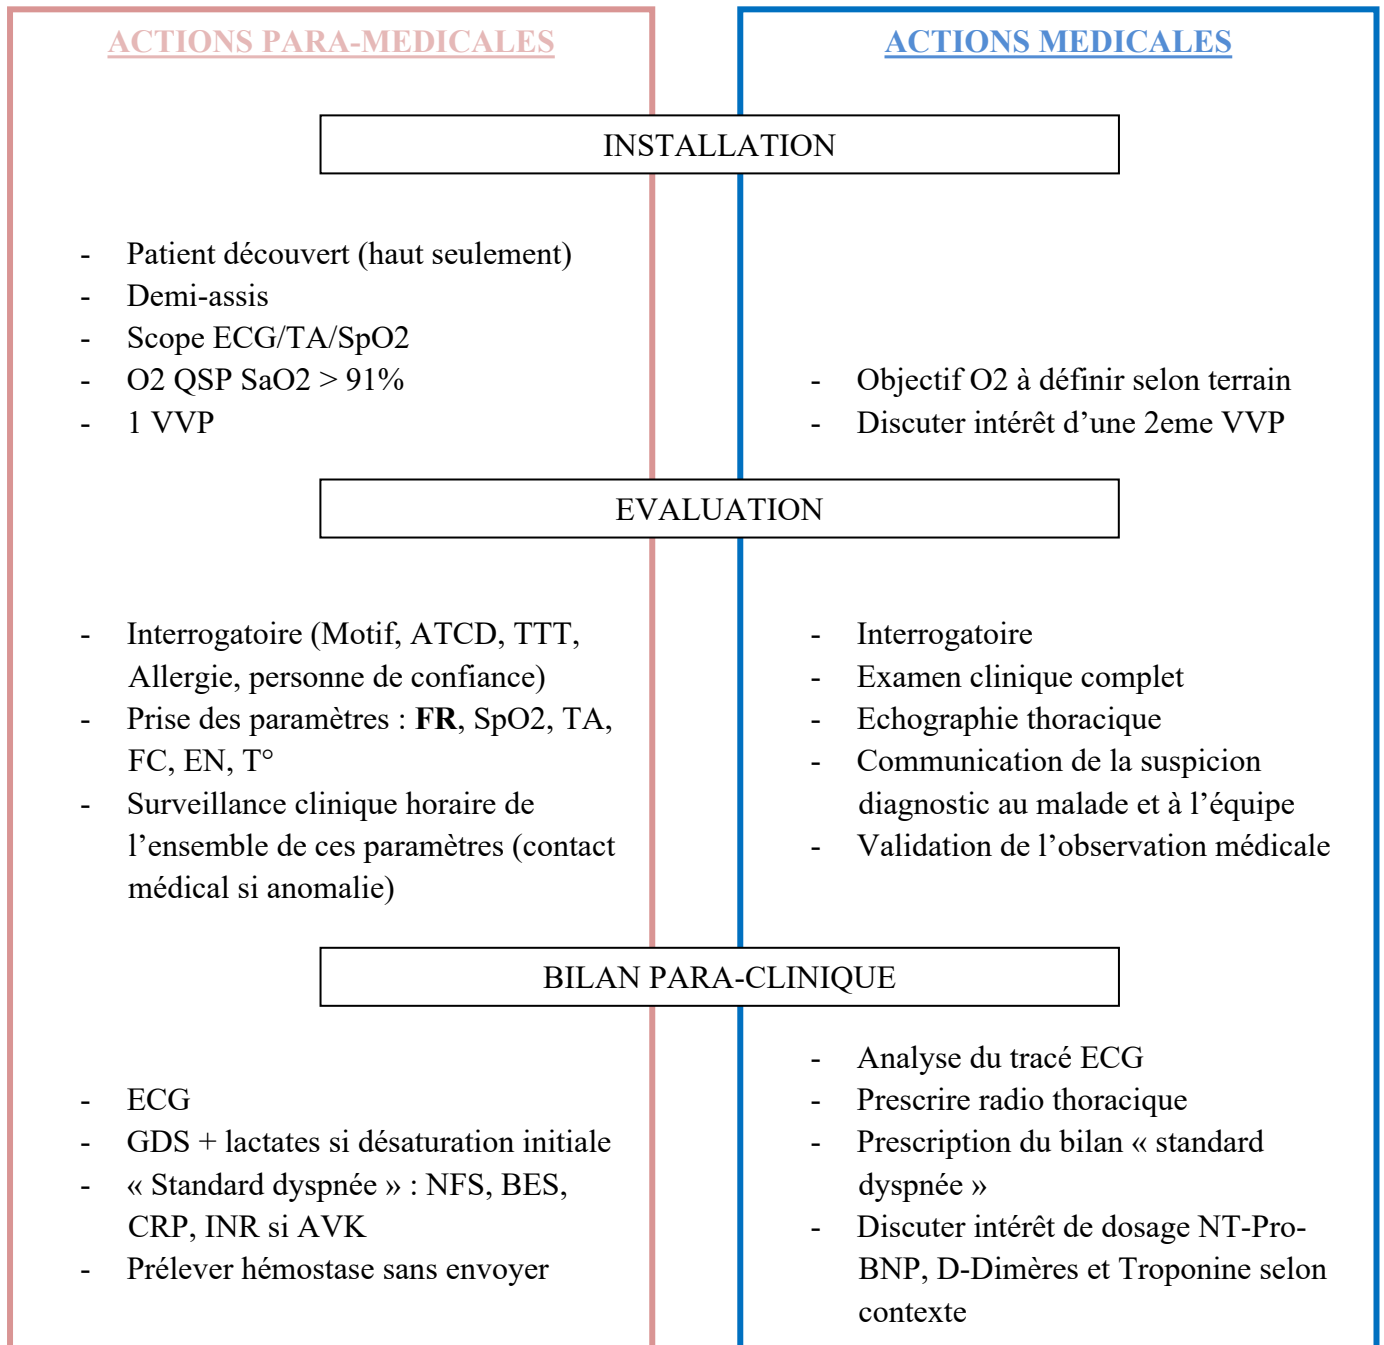 ACTIONS PARA-MEDICALES
ACTIONS MEDICALES
INSTALLATION
- Patient découvert (haut seulement)
- Demi-assis
- Scope ECG/TA/SpO2
- O2 QSP SaO2 > 91%
- 1 VVP
- Objectif O2 à définir selon terrain
- Discuter intérêt d’une 2eme VVP
EVALUATION
- Interrogatoire (Motif, ATCD, TTT,
Allergie, personne de confiance)
- Prise des paramètres : FR, SpO2, TA,
FC, EN, T°
- Surveillance clinique horaire de
l’ensemble de ces paramètres (contact
médical si anomalie)
- Interrogatoire
- Examen clinique complet
- Echographie thoracique
- Communication de la suspicion
diagnostic au malade et à l’équipe
- Validation de l’observation médicale
BILAN PARA-CLINIQUE
- ECG
- GDS + lactates si désaturation initiale
- « Standard dyspnée » : NFS, BES,
CRP, INR si AVK
- Prélever hémostase sans envoyer
- Analyse du tracé ECG
- Prescrire radio thoracique
- Prescription du bilan « standard
dyspnée »
- Discuter intérêt de dosage NT-Pro-
BNP, D-Dimères et Troponine selon
contexte